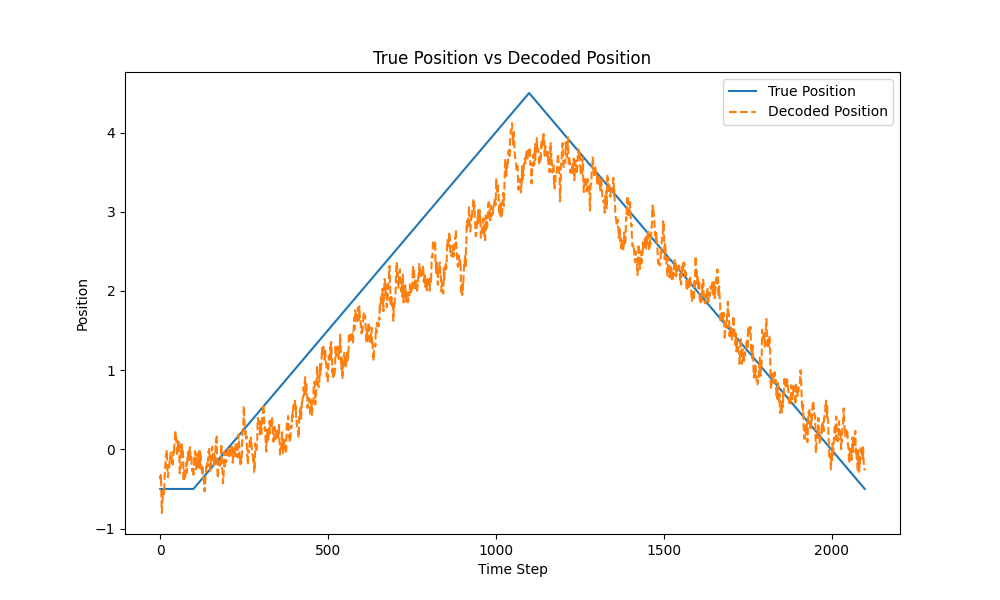 True Position vs Decoded Position
True Position
Decoded Position
Position
4
3
2
1
0
−1
0 500 1000 1500 2000
Time Step